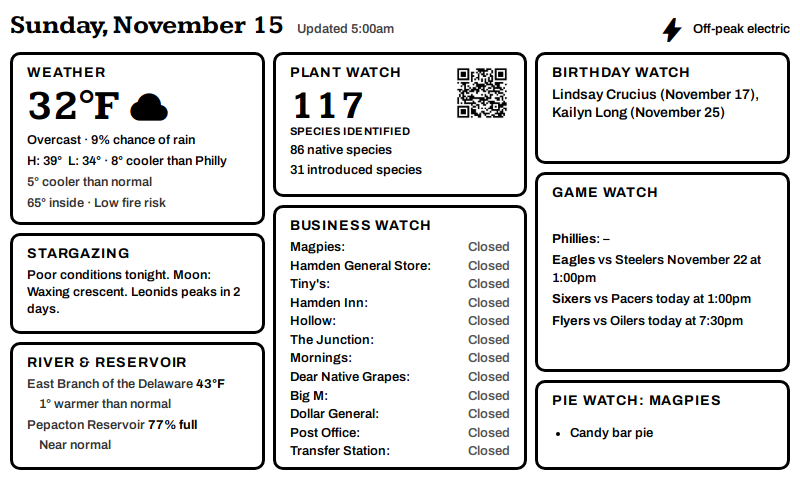 Sunday, November 15 Updated 5:00am
Off-peak electric
WEATHER
32°F
Overcast · 9% chance of rain
H: 39° L: 34° · 8° cooler than Philly
5° cooler than normal
65° inside · Low fire risk
STARGAZING
Poor conditions tonight. Moon:
Waxing crescent. Leonids peaks in 2
days.
RIVER & RESERVOIR
East Branch of the Delaware 43°F
1° warmer than normal
Pepacton Reservoir 77% full
Near normal
PLANT WATCH
117
SPECIES IDENTIFIED
86 native species
31 introduced species
BUSINESS WATCH
Magpies: Closed
Hamden General Store: Closed
Tiny's: Closed
Hamden Inn: Closed
Hollow: Closed
The Junction: Closed
Mornings: Closed
Dear Native Grapes: Closed
Big M: Closed
Dollar General: Closed
Post Office: Closed
Transfer Station: Closed
BIRTHDAY WATCH
Lindsay Crucius (November 17),
Kailyn Long (November 25)
GAME WATCH
Phillies: –
Eagles vs Steelers November 22 at
1:00pm
Sixers vs Pacers today at 1:00pm
Flyers vs Oilers today at 7:30pm
PIE WATCH: MAGPIES
• Candy bar pie